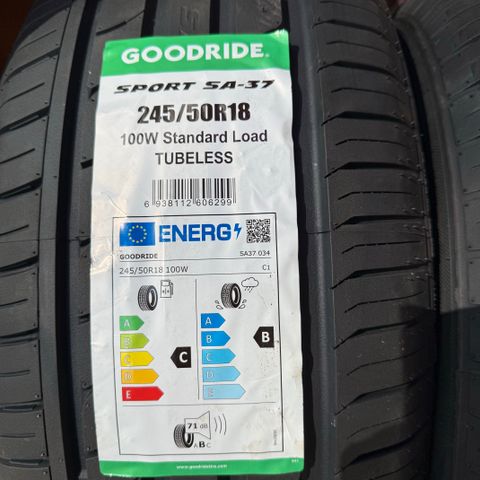 GOODRIDE®
SPORT SA-37
245/50R18
100W Standard Load
TUBELESS
6 938112 606299
ENERG
GOODRIDE SA37 034
245/50R18 100W C1
A
B
C
D
E
C
A
B
C
D
E
B
71 dB
ABC